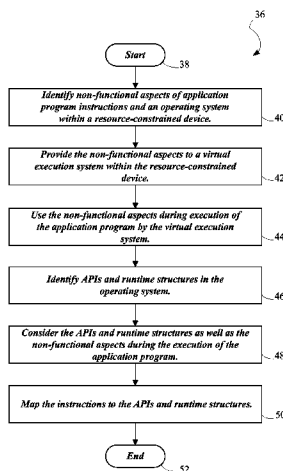 36
Start
38
Identify non-functional aspects of application
program instructions and an operating system
within a resource-constrained device.
40
Provide the non-functional aspects to a virtual
execution system within the resource-constrained
device.
42
Use the non-functional aspects during execution of
the application program by the virtual execution
system.
44
Identify APIs and runtime structures in the
operating system.
46
Consider the APIs and runtime structures as well as the
non-functional aspects during the execution of the
application program.
48
Map the instructions to the APIs and runtime structures.
50
End
52